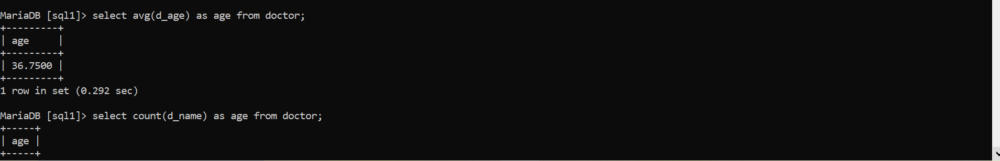 MariaDB [sql1]> select avg(d_age) as age from doctor;
+---------+
| age     |
+---------+
| 36.7500 |
+---------+
1 row in set (0.292 sec)
MariaDB [sql1]> select count(d_name) as age from doctor;
+-----+
| age |
+-----+